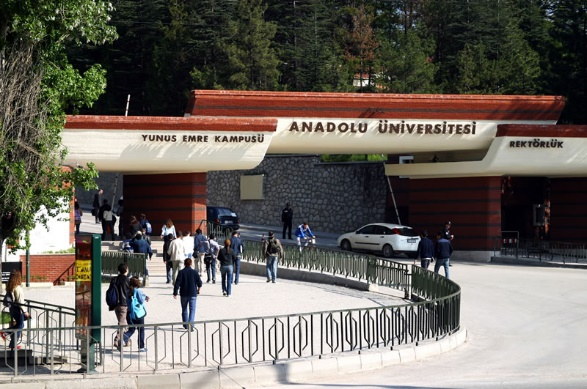 ANADOLU ÜNİVERSİTESİ
YUNUS EMRE KAMPUSÜ
REKTÖRLÜK